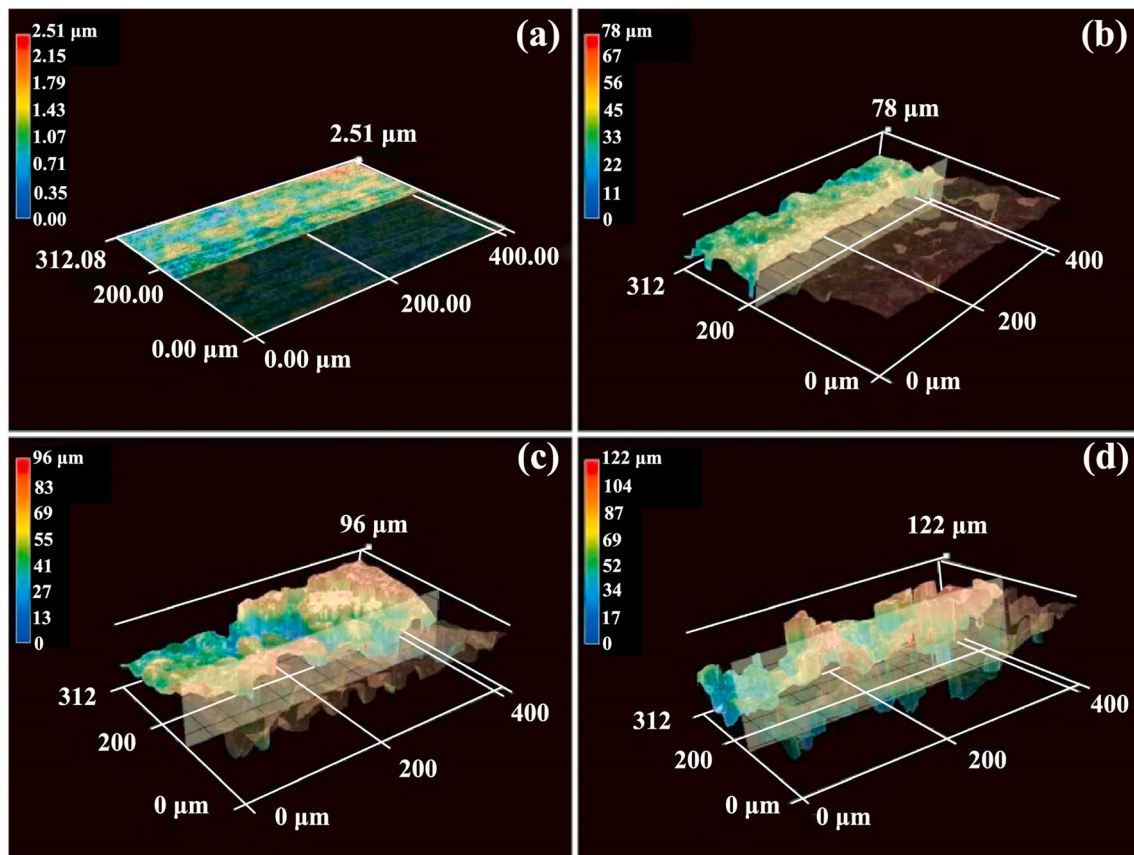 (a)
2.51 µm
2.15
1.79
1.43
1.07
0.71
0.35
0.00
2.51 µm
312.08
200.00
0.00 µm
0.00 µm
200.00
400.00
(b)
78 µm
67
56
45
33
22
11
0
78 µm
312
200
0 µm
0 µm
200
400
(c)
96 µm
83
69
55
41
27
13
0
96 µm
312
200
0 µm
0 µm
200
400
(d)
122 µm
104
87
69
52
34
17
0
122 µm
312
200
0 µm
0 µm
200
400